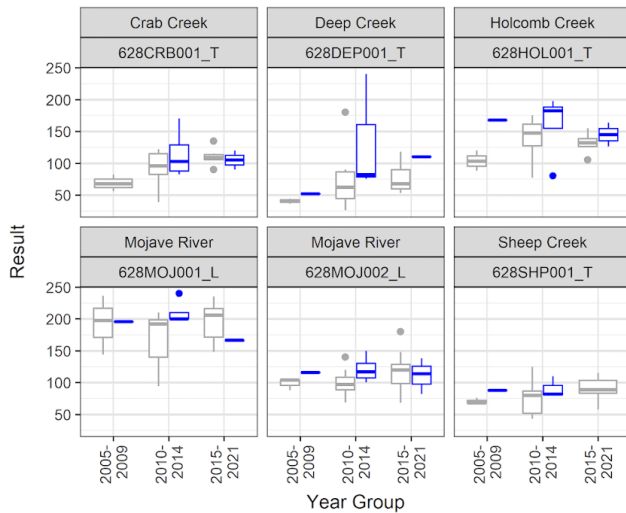 Crab Creek
Deep Creek
Holcomb Creek
628CRB001_T
628DEP001_T
628HOL001_T
250
200
150
100
50
Mojave River
Mojave River
Sheep Creek
628MOJ001_L
628MOJ002_L
628SHP001_T
250
200
150
100
50
Result
2005-
2009
2010-
2014
2015-
2021
2005-
2009
2010-
2014
2015-
2021
2005-
2009
2010-
2014
2015-
2021
Year Group